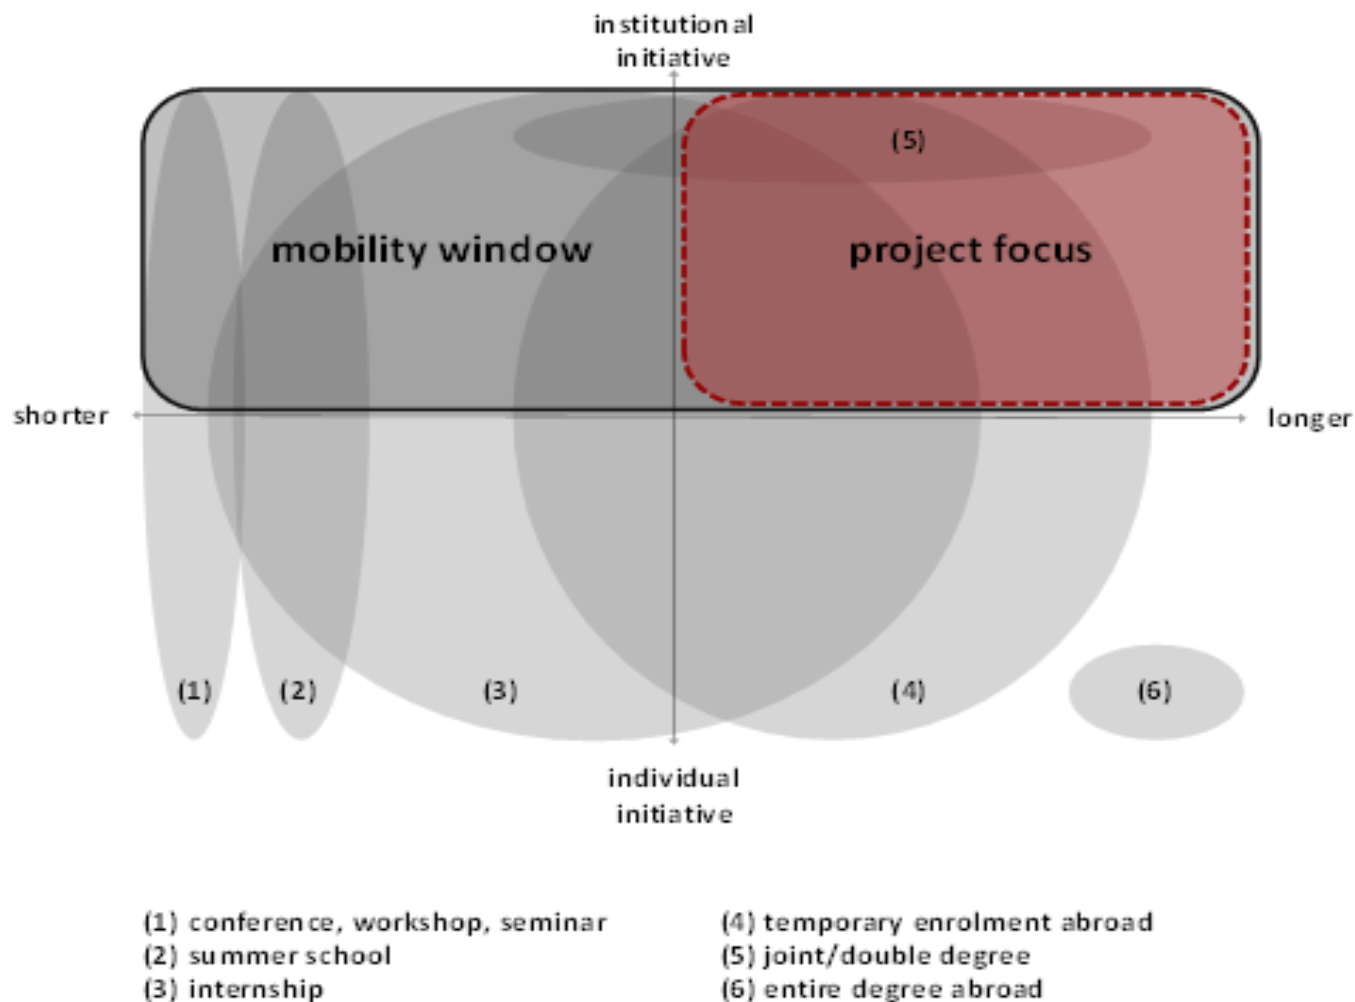 institutional
initiative
(5)
mobility window
project focus
shorter
longer
(1)
(2)
(3)
(4)
(6)
individual
initiative
(1) conference, workshop, seminar
(2) summer school
(3) internship
(4) temporary enrolment abroad
(5) joint/double degree
(6) entire degree abroad